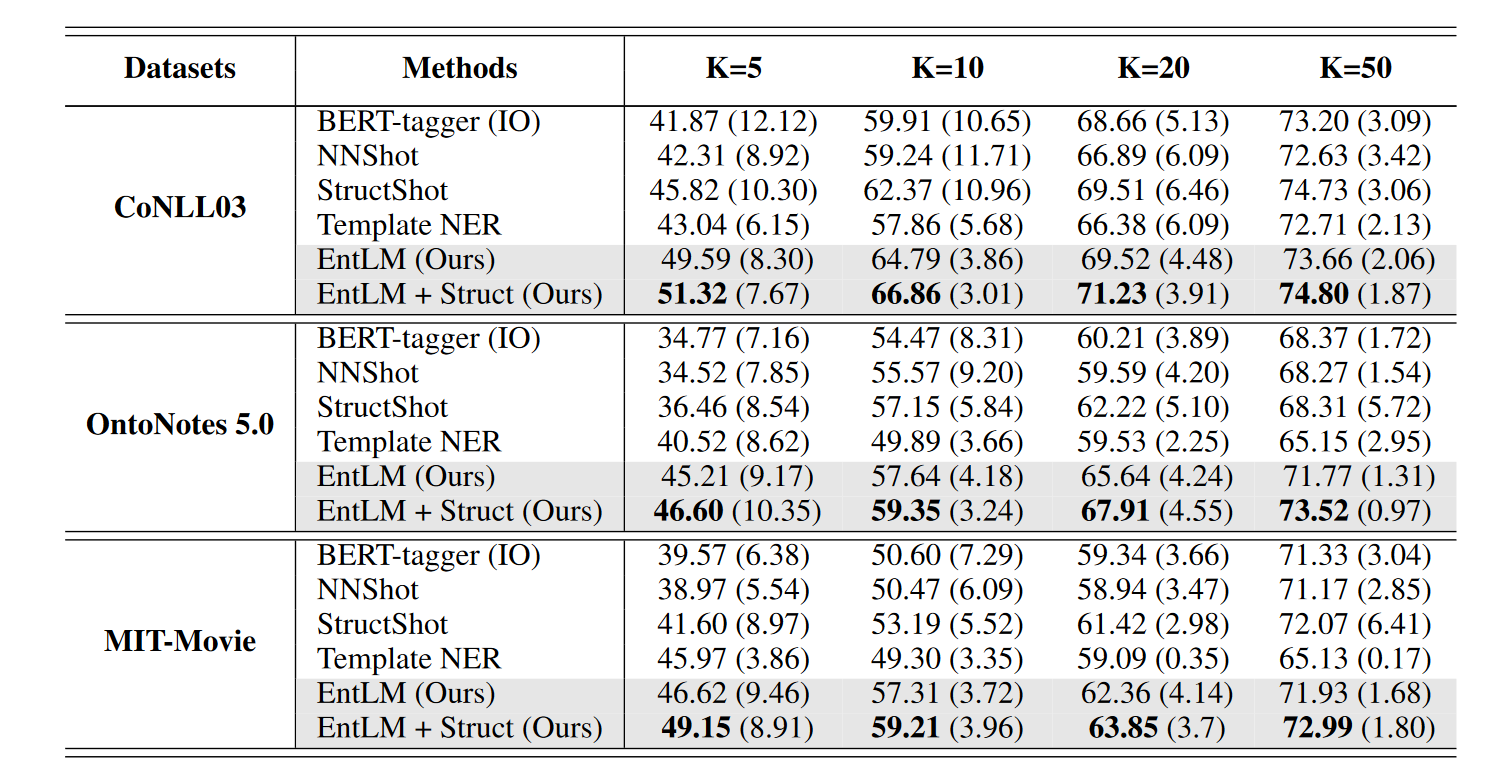 Datasets Methods K=5 K=10 K=20 K=50
BERT-tagger (IO) 41.87 (12.12) 59.91 (10.65) 68.66 (5.13) 73.20 (3.09)
NNShot 42.31 (8.92) 59.24 (11.71) 66.89 (6.09) 72.63 (3.42)
StructShot 45.82 (10.30) 62.37 (10.96) 69.51 (6.46) 74.73 (3.06)
CoNLL03
Template NER 43.04 (6.15) 57.86 (5.68) 66.38 (6.09) 72.71 (2.13)
EntLM (Ours) 49.59 (8.30) 64.79 (3.86) 69.52 (4.48) 73.66 (2.06)
EntLM + Struct (Ours) 51.32 (7.67) 66.86 (3.01) 71.23 (3.91) 74.80 (1.87)
BERT-tagger (IO) 34.77 (7.16) 54.47 (8.31) 60.21 (3.89) 68.37 (1.72)
NNShot 34.52 (7.85) 55.57 (9.20) 59.59 (4.20) 68.27 (1.54)
StructShot 36.46 (8.54) 57.15 (5.84) 62.22 (5.10) 68.31 (5.72)
OntoNotes 5.0
Template NER 40.52 (8.62) 49.89 (3.66) 59.53 (2.25) 65.15 (2.95)
EntLM (Ours) 45.21 (9.17) 57.64 (4.18) 65.64 (4.24) 71.77 (1.31)
EntLM + Struct (Ours) 46.60 (10.35) 59.35 (3.24) 67.91 (4.55) 73.52 (0.97)
BERT-tagger (IO) 39.57 (6.38) 50.60 (7.29) 59.34 (3.66) 71.33 (3.04)
NNShot 38.97 (5.54) 50.47 (6.09) 58.94 (3.47) 71.17 (2.85)
StructShot 41.60 (8.97) 53.19 (5.52) 61.42 (2.98) 72.07 (6.41)
MIT-Movie
Template NER 45.97 (3.86) 49.30 (3.35) 59.09 (0.35) 65.13 (0.17)
EntLM (Ours) 46.62 (9.46) 57.31 (3.72) 62.36 (4.14) 71.93 (1.68)
EntLM + Struct (Ours) 49.15 (8.91) 59.21 (3.96) 63.85 (3.7) 72.99 (1.80)